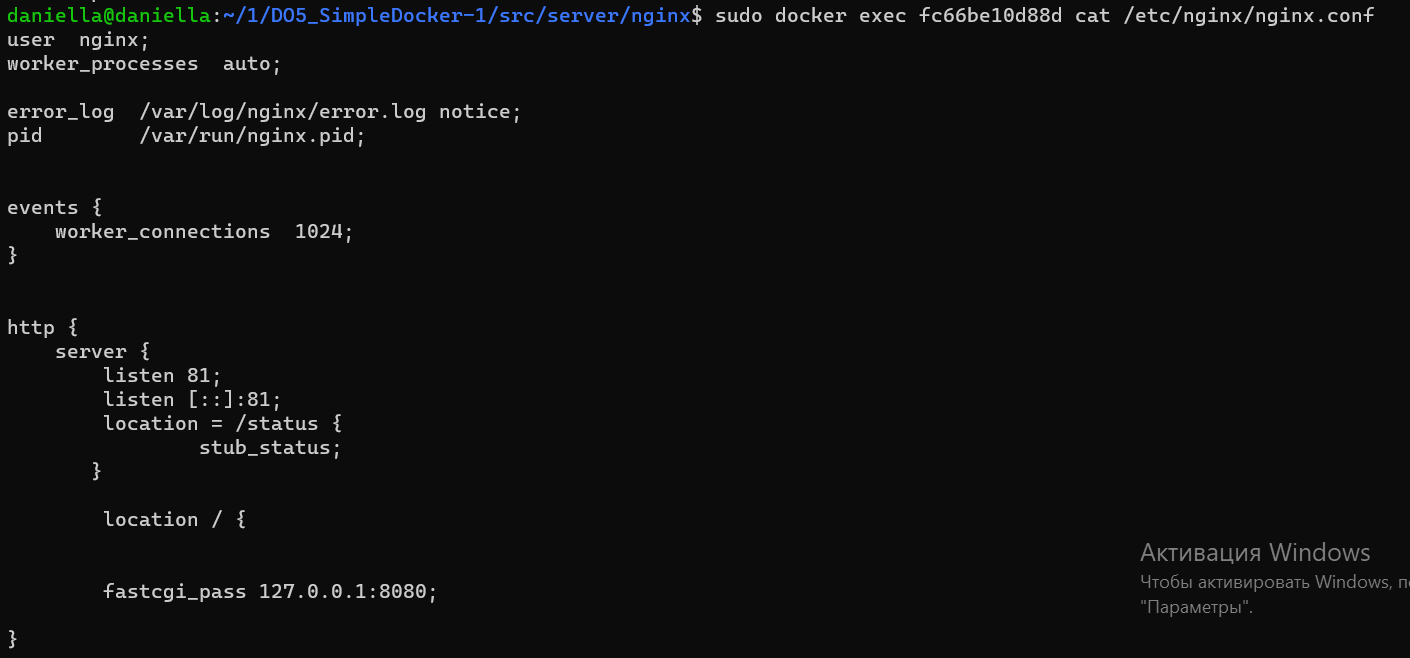 daniella@daniella:~/1/DO5_SimpleDocker-1/src/server/nginx$ sudo docker exec fc66be10d88d cat /etc/nginx/nginx.conf
user  nginx;
worker_processes  auto;

error_log  /var/log/nginx/error.log notice;
pid        /var/run/nginx.pid;


events {
    worker_connections  1024;
}


http {
    server {
        listen 81;
        listen [::]:81;
        location = /status {
                stub_status;
       }

        location / {


        fastcgi_pass 127.0.0.1:8080;

}
Активация Windows
Чтобы активировать Windows,
"Параметры".